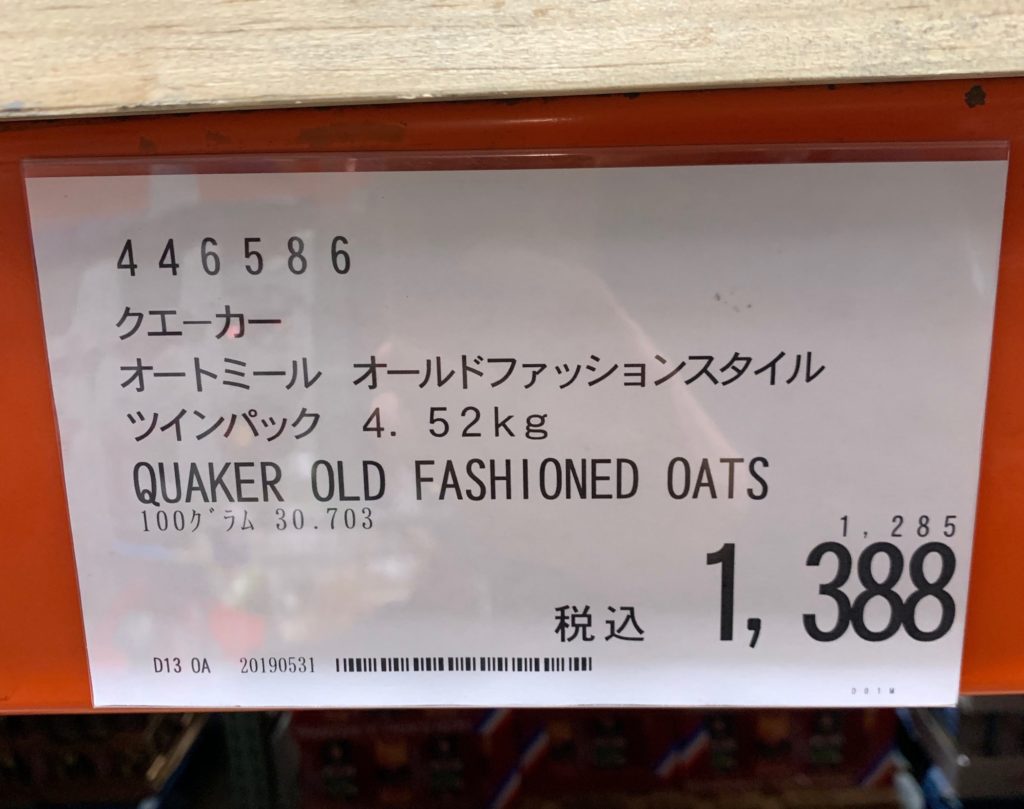 446586
クエーカー
オートミール　オールドファッションスタイル
ツインパック　4. 52kg
QUAKER OLD FASHIONED OATS
100グラム 30.703
1,285
税込 1,388
D13 OA 20190531
001M